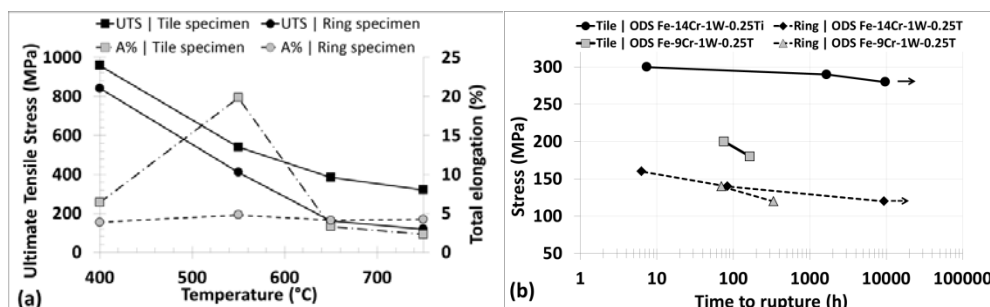 UTS | Tile specimen
UTS | Ring specimen
A% | Tile specimen
A% | Ring specimen
Ultimate Tensile Stress (MPa)
1000
800
600
400
200
0
25
20
15
10
5
0
Total elongation (%)
400
500
600
700
Temperature (°C)
(a)
Tile | ODS Fe-14Cr-1W-0.25Ti
Ring | ODS Fe-14Cr-1W-0.25T
Tile | ODS Fe-9Cr-1W-0.25T
Ring | ODS Fe-9Cr-1W-0.25T
Stress (MPa)
300
250
200
150
100
50
1
10
100
1000
10000
100000
Time to rupture (h)
(b)